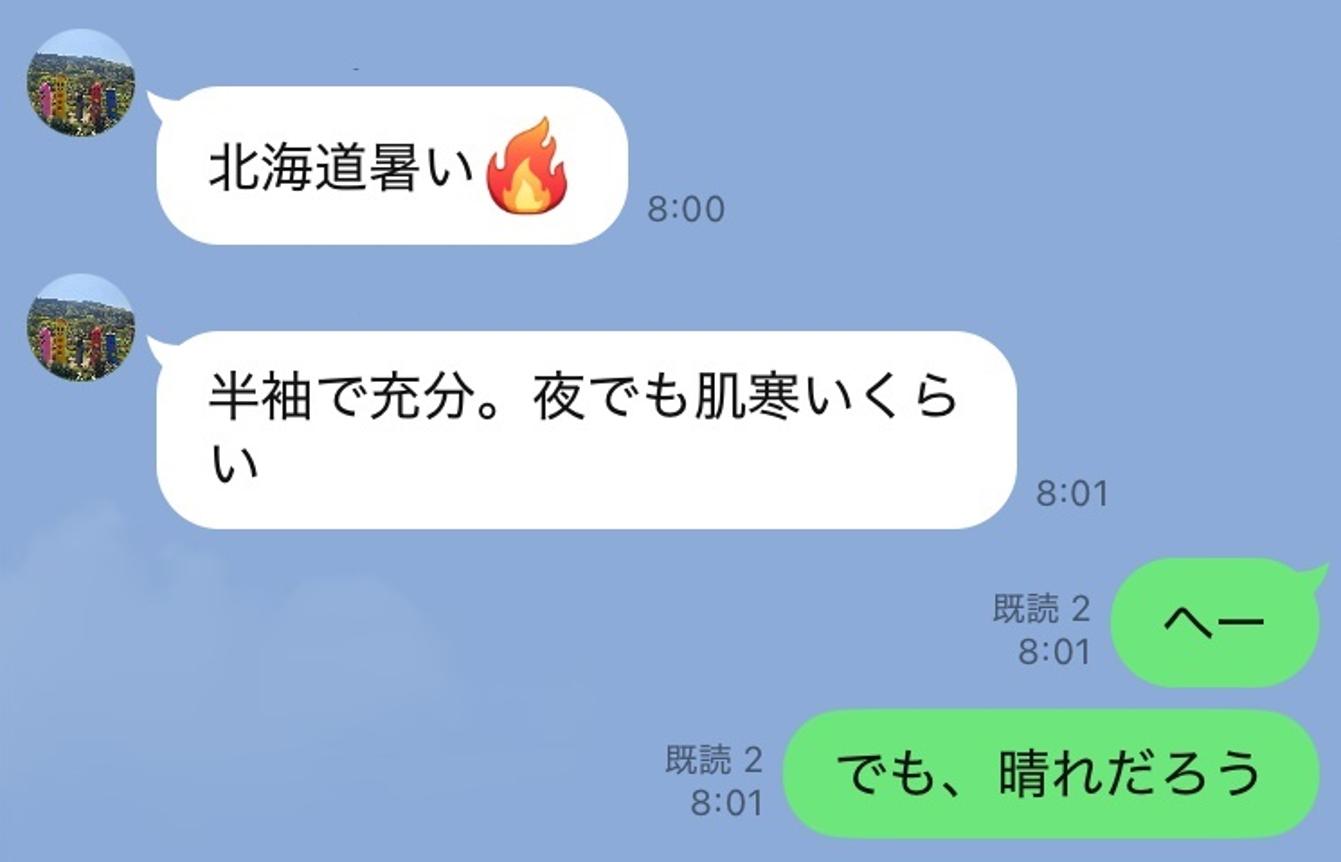 北海道暑い🔥
8:00
半袖で充分。夜でも肌寒いくら
い
8:01
既読 2
8:01
へー
既読 2
8:01
でも、晴れだろう